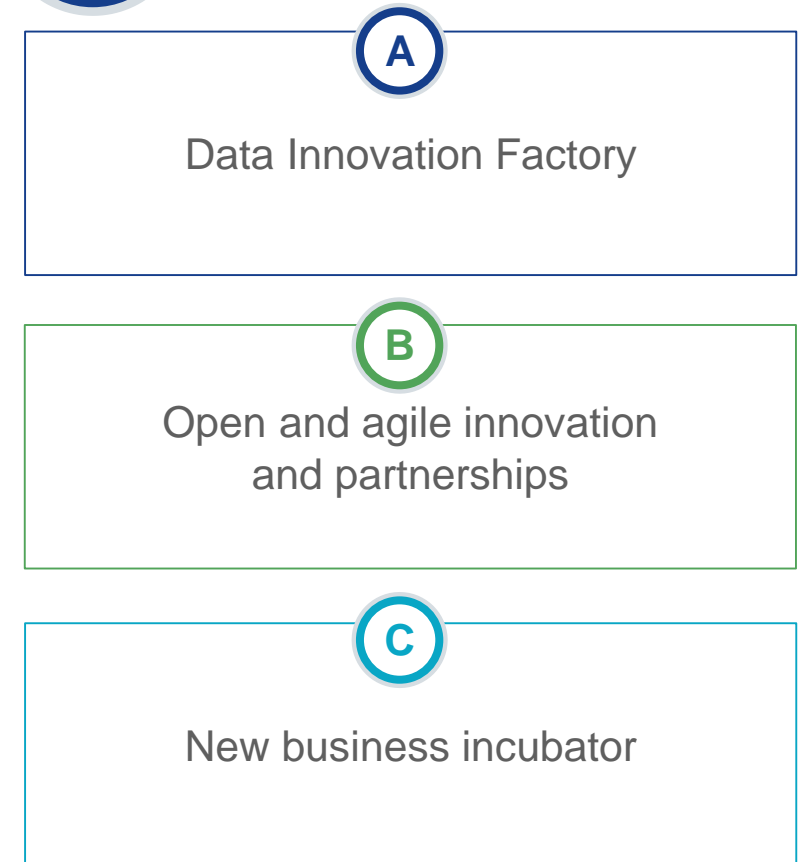 A
Data Innovation Factory
B
Open and agile innovation
and partnerships
C
New business incubator